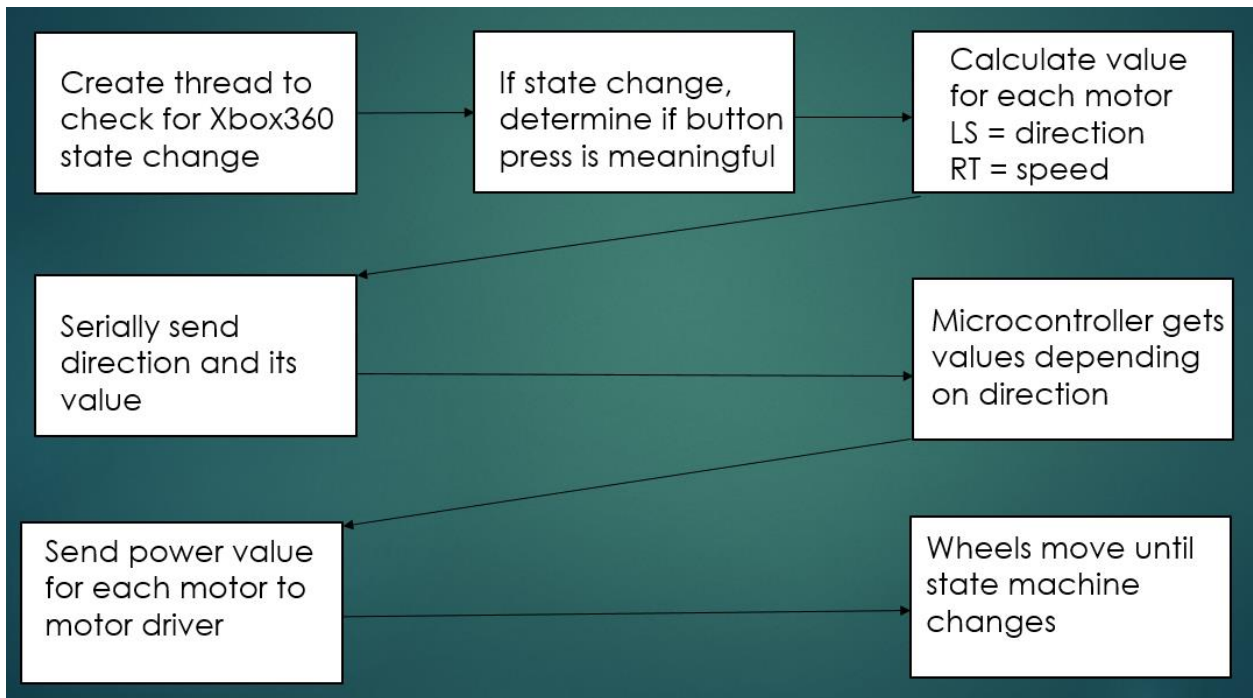 Create thread to
check for Xbox360
state change
If state change,
determine if button
press is meaningful
Calculate value
for each motor
LS = direction
RT = speed
Serially send
direction and its
value
Microcontroller gets
values depending
on direction
Send power value
for each motor to
motor driver
Wheels move until
state machine
changes